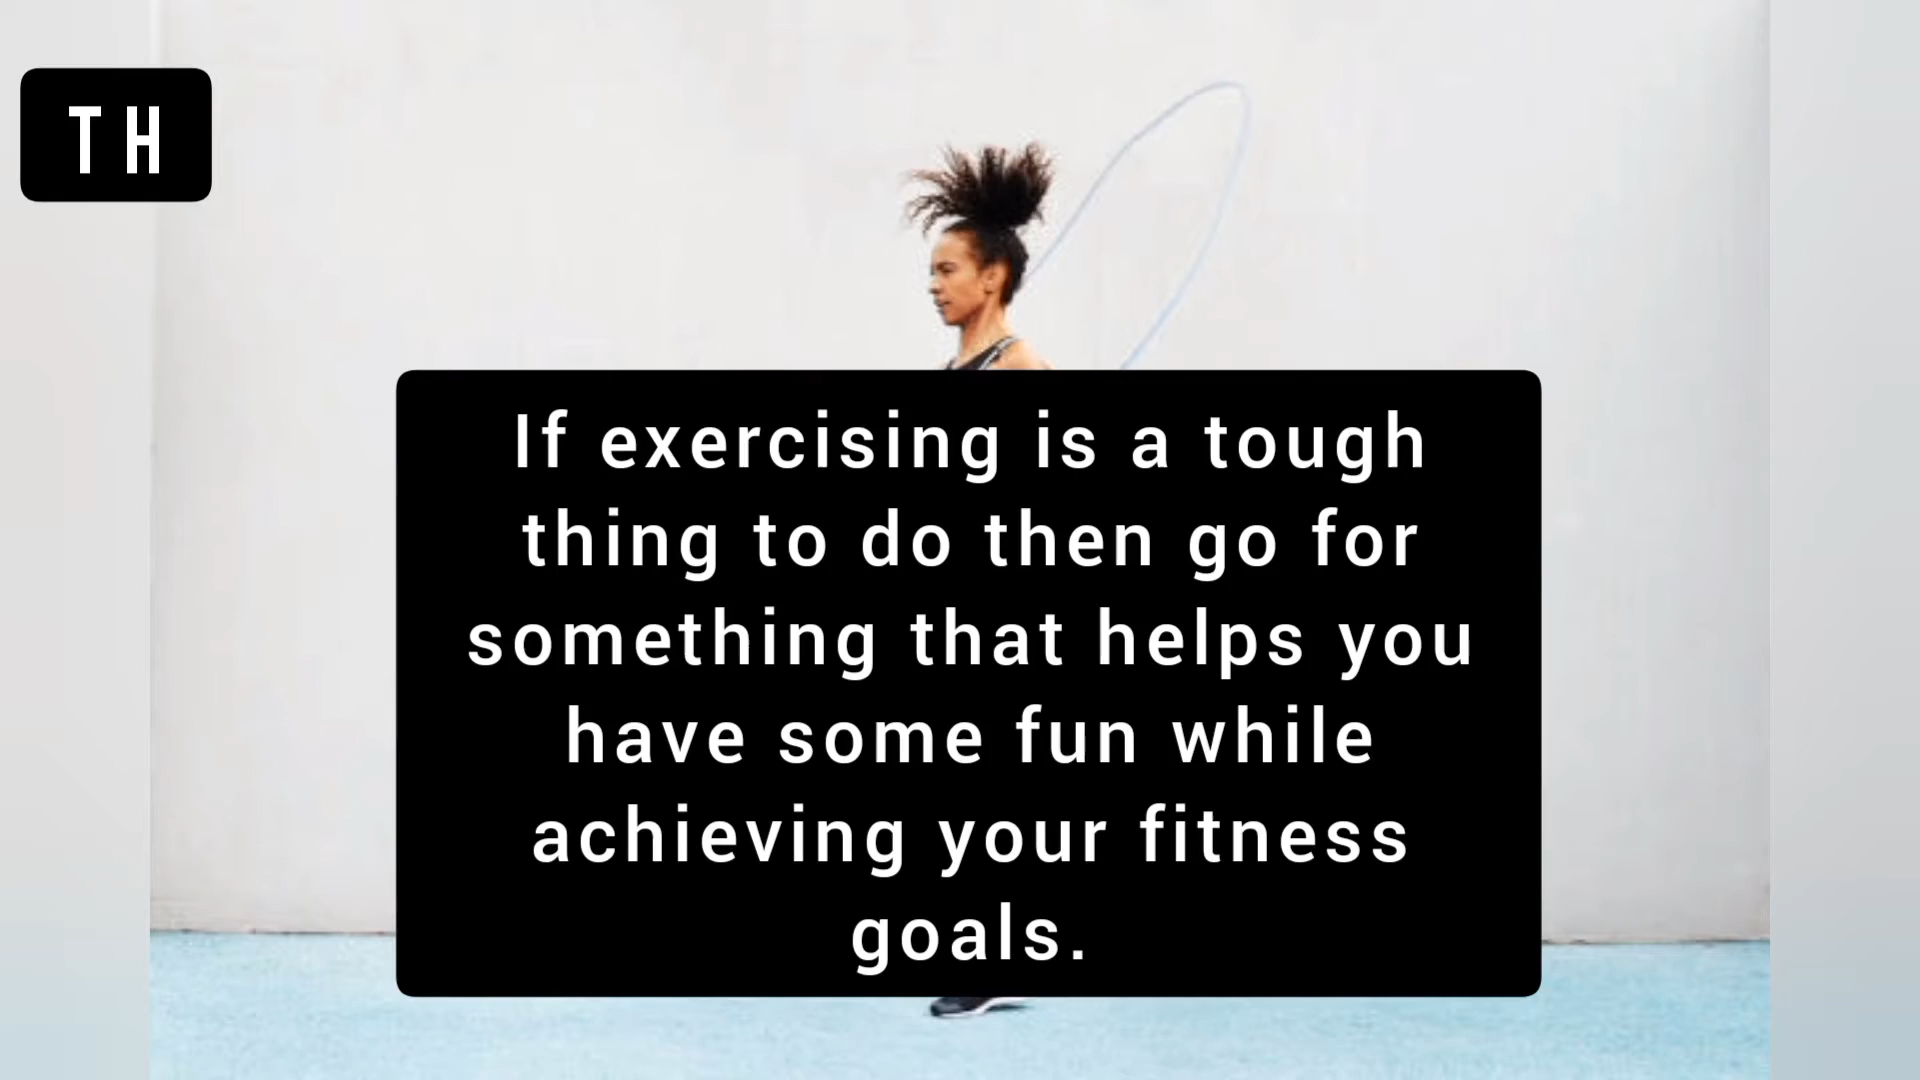 TH
If exercising is a tough
thing to do then go for
something that helps you
have some fun while
achieving your fitness
goals.